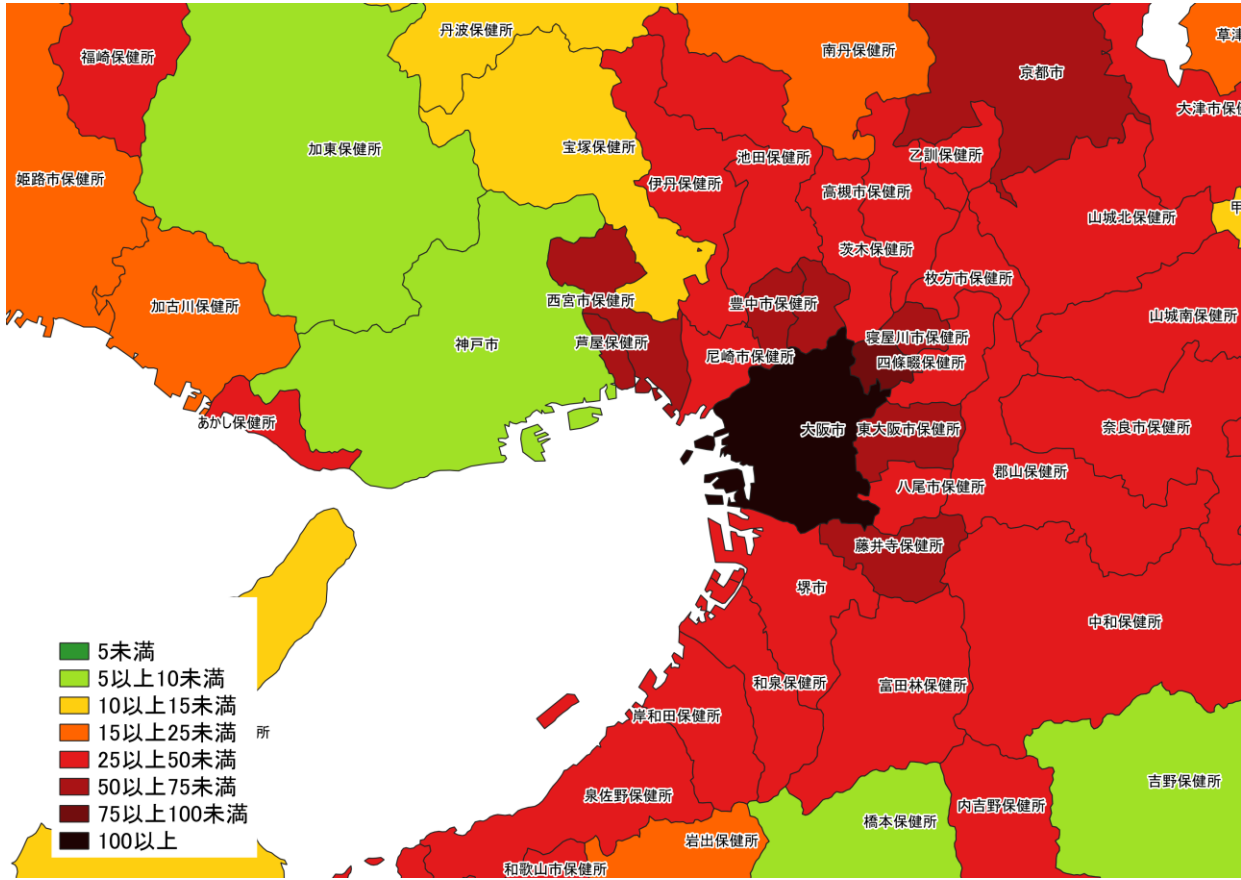 丹波保健所
南丹保健所
草津
福崎保健所
京都市
大津市保健
加東保健所
宝塚保健所
池田保健所
乙訓保健所
姫路市保健所
伊丹保健所
高槻市保健所
甲
山城北保健所
茨木保健所
枚方市保健所
加古川保健所
西宮市保健所
豊中市保健所
山城南保健所
神戸市
芦屋保健所
尼崎市保健所
寝屋川市保健所
四條畷保健所
あかし保健所
大阪市
東大阪市保健所
奈良市保健所
郡山保健所
八尾市保健所
藤井寺保健所
堺市
中和保健所
和泉保健所
富田林保健所
岸和田保健所
所
泉佐野保健所
内吉野保健所
吉野保健所
橋本保健所
岩出保健所
和歌山市保健所
5未満
5以上10未満
10以上15未満
15以上25未満
25以上50未満
50以上75未満
75以上100未満
100以上